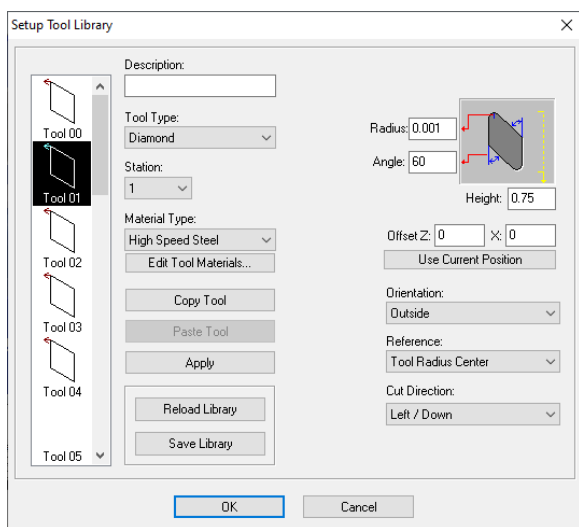 Setup Tool Library
Tool 00
Tool 01
Tool 02
Tool 03
Tool 04
Tool 05
Description:
Tool Type:
Diamond
Station:
1
Material Type:
High Speed Steel
Edit Tool Materials...
Copy Tool
Paste Tool
Apply
Reload Library
Save Library
Radius: 0.001
Angle: 60
Height: 0.75
Offset Z: 0 X: 0
Use Current Position
Orientation:
Outside
Reference:
Tool Radius Center
Cut Direction:
Left / Down
OK
Cancel